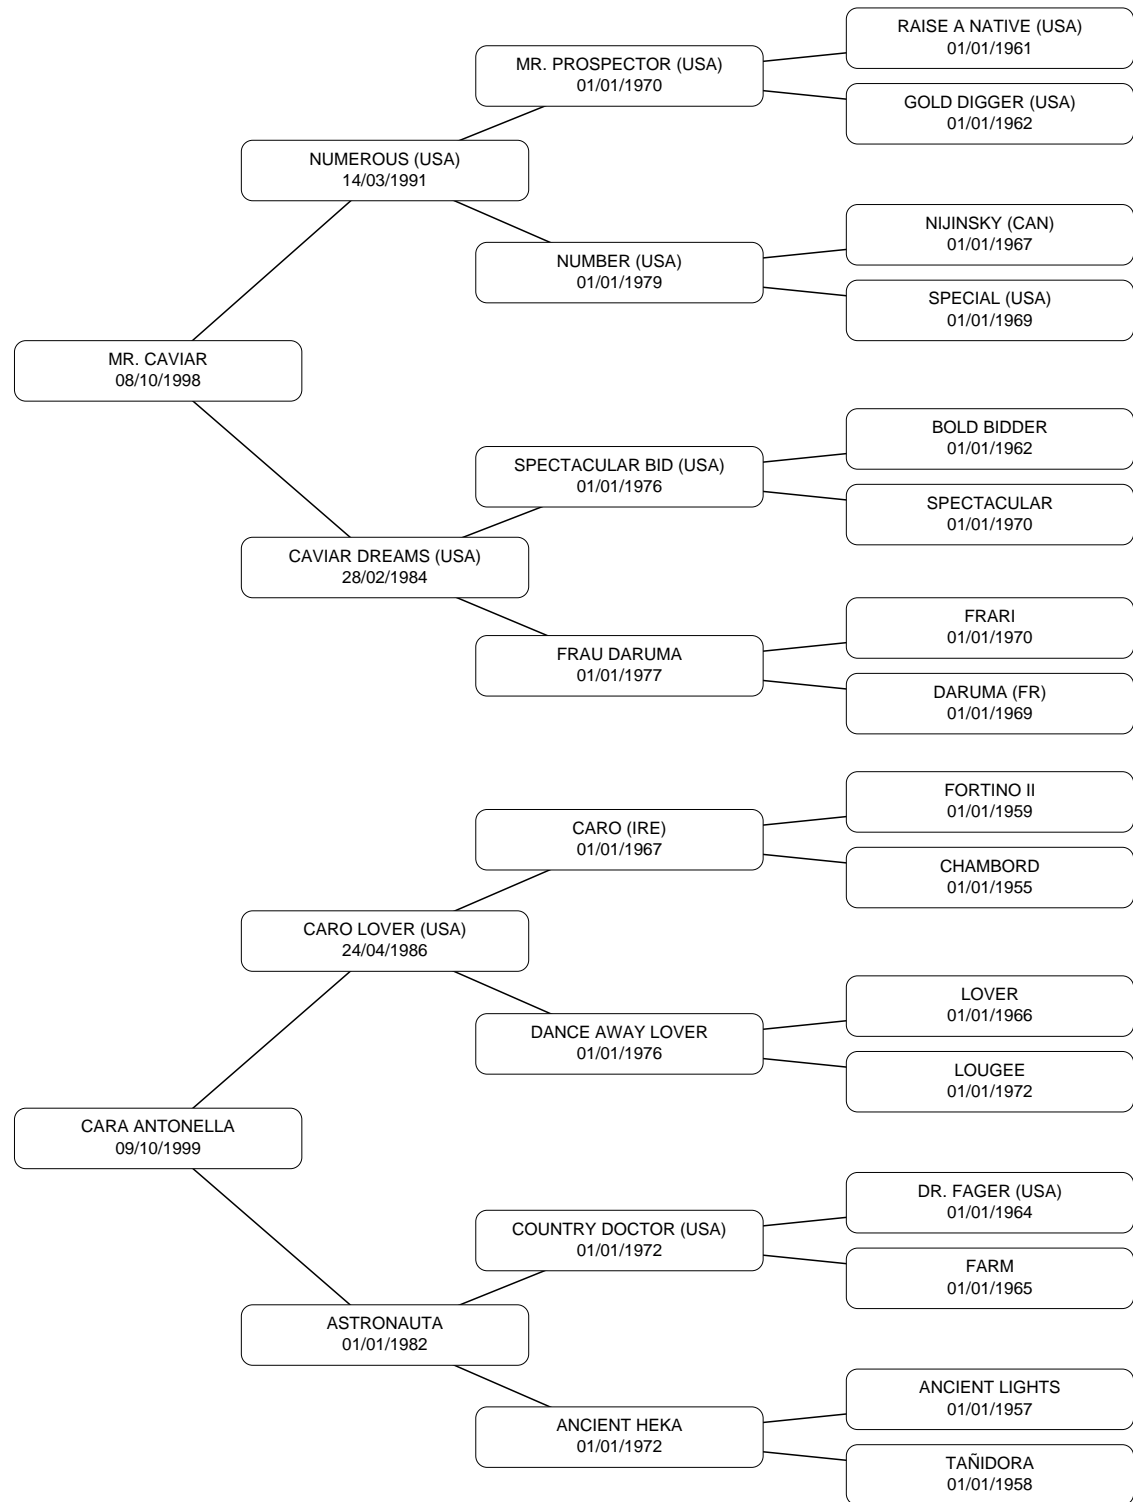 RAISE A NATIVE (USA)
01/01/1961
MR. PROSPECTOR (USA)
01/01/1970
GOLD DIGGER (USA)
01/01/1962
NUMEROUS (USA)
14/03/1991
NIJINSKY (CAN)
01/01/1967
NUMBER (USA)
01/01/1979
SPECIAL (USA)
01/01/1969
MR. CAVIAR
08/10/1998
BOLD BIDDER
01/01/1962
SPECTACULAR BID (USA)
01/01/1976
SPECTACULAR
01/01/1970
CAVIAR DREAMS (USA)
28/02/1984
FRARI
01/01/1970
FRAU DARUMA
01/01/1977
DARUMA (FR)
01/01/1969
FORTINO II
01/01/1959
CARO (IRE)
01/01/1967
CHAMBORD
01/01/1955
CARO LOVER (USA)
24/04/1986
LOVER
01/01/1966
DANCE AWAY LOVER
01/01/1976
LOUGEE
01/01/1972
CARA ANTONELLA
09/10/1999
DR. FAGER (USA)
01/01/1964
COUNTRY DOCTOR (USA)
01/01/1972
FARM
01/01/1965
ASTRONAUTA
01/01/1982
ANCIENT LIGHTS
01/01/1957
ANCIENT HEKA
01/01/1972
TAÑIDORA
01/01/1958